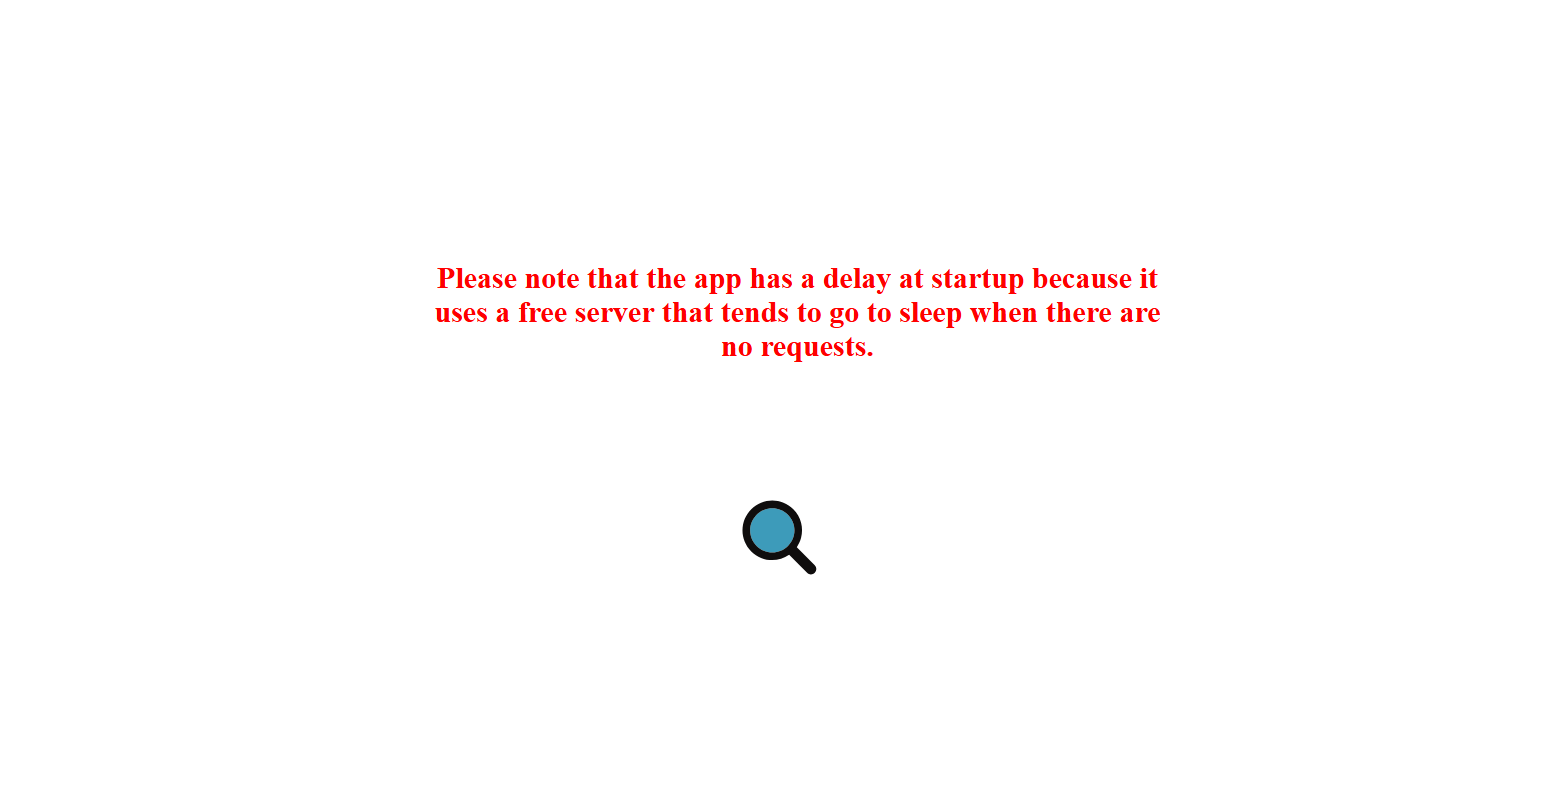 Please note that the app has a delay at startup because it
uses a free server that tends to go to sleep when there are
no requests.